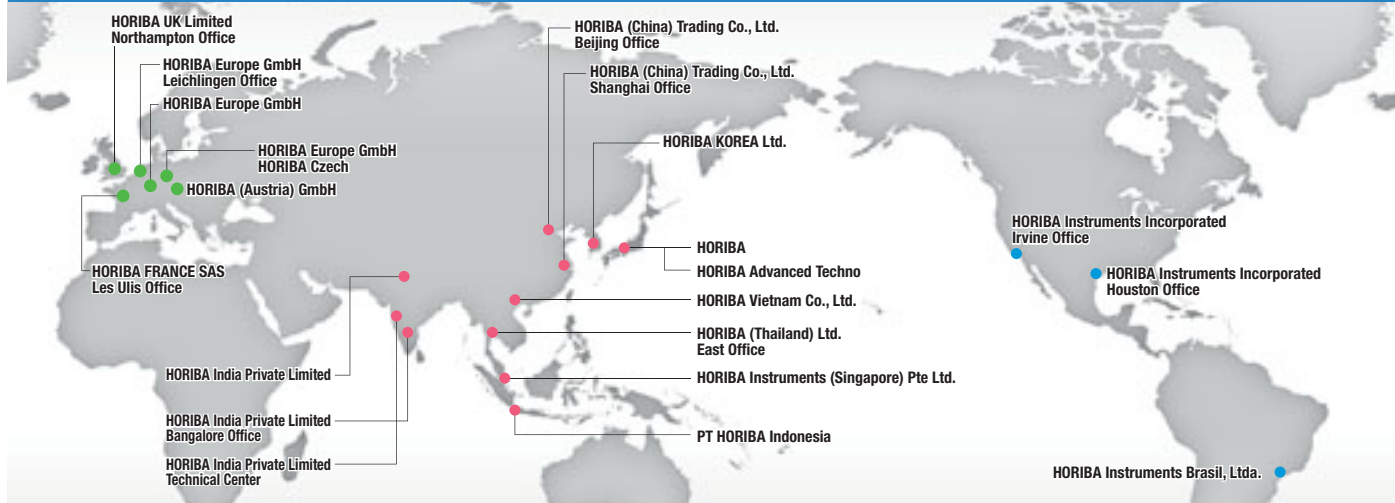 HORIBA UK Limited
Northampton Office
HORIBA Europe GmbH
Leichlingen Office
HORIBA Europe GmbH
HORIBA Europe GmbH
HORIBA Czech
HORIBA (Austria) GmbH
HORIBA FRANCE SAS
Les Ulis Office
HORIBA India Private Limited
HORIBA India Private Limited
Bangalore Office
HORIBA India Private Limited
Technical Center
HORIBA (China) Trading Co., Ltd.
Beijing Office
HORIBA (China) Trading Co., Ltd.
Shanghai Office
HORIBA KOREA Ltd.
HORIBA
HORIBA Advanced Techno
HORIBA Vietnam Co., Ltd.
HORIBA (Thailand) Ltd.
East Office
HORIBA Instruments (Singapore) Pte Ltd.
PT HORIBA Indonesia
HORIBA Instruments Incorporated
Irvine Office
HORIBA Instruments Incorporated
Houston Office
HORIBA Instruments Brasil, Ltda.